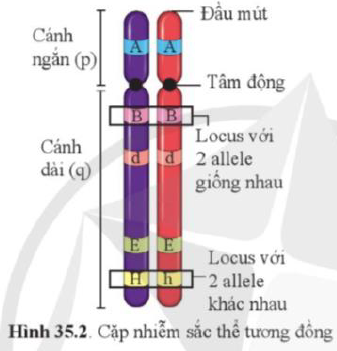 Đầu mút
Cánh
ngắn (p)
A A
Tâm động
B B
Locus với
2 allele
giống nhau
Cánh
dài (q)
d d
E E
Locus với
2 allele
khác nhau
H h
Hình 35.2. Cặp nhiễm sắc thể tương đồng